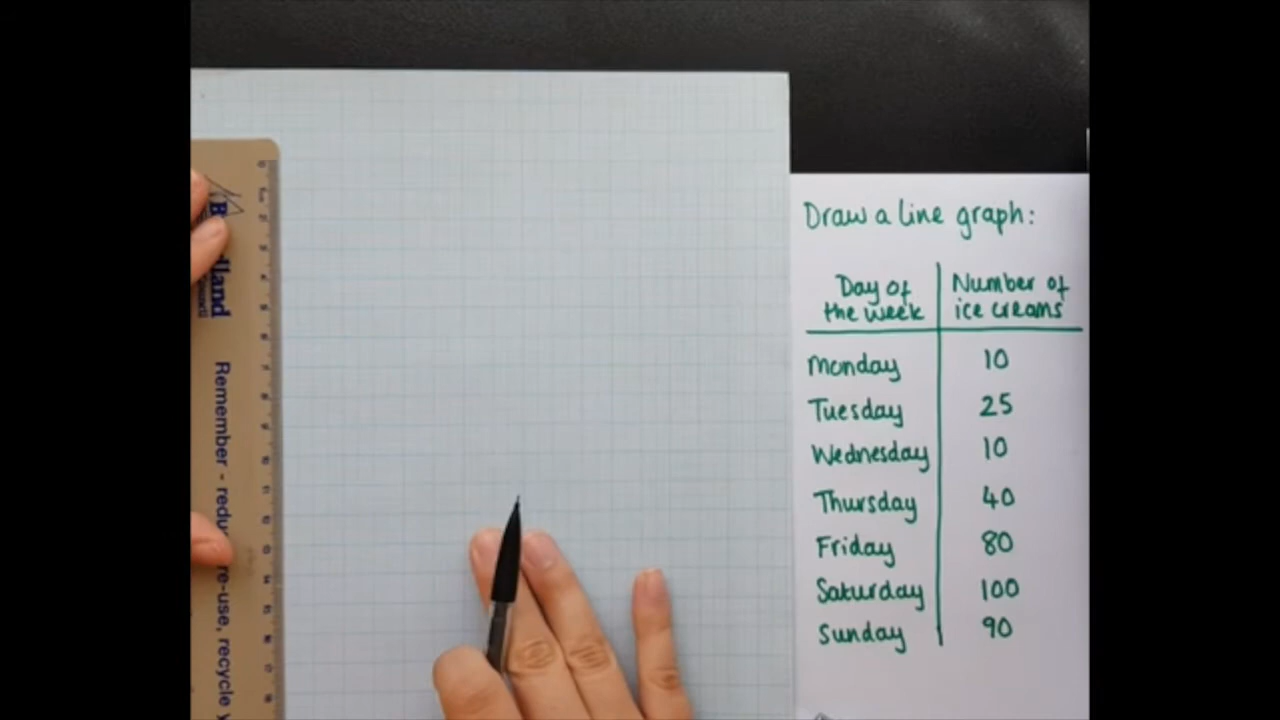 Draw a line graph:
Day of the week | Number of ice creams
Monday 10
Tuesday 25
Wednesday 10
Thursday 40
Friday 80
Saturday 100
Sunday 90
Remember - re-use, recycle